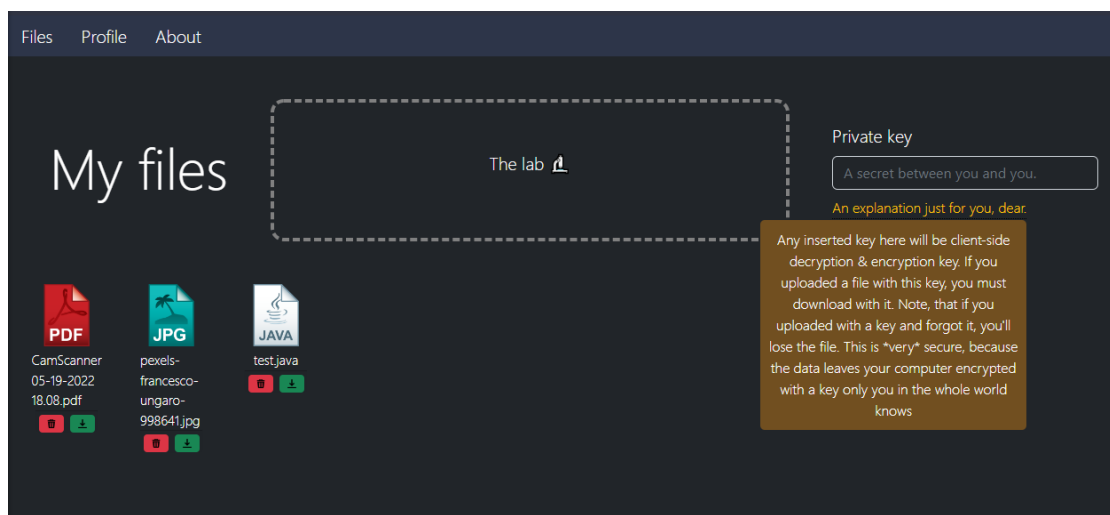 Files Profile About
My files
The lab
Private key
A secret between you and you.
An explanation just for you, dear.
Any inserted key here will be client-side
decryption & encryption key. If you
uploaded a file with this key, you must
download with it. Note, that if you
uploaded with a key and forgot it, you'll
lose the file. This is *very* secure, because
the data leaves your computer encrypted
with a key only you in the whole world
knows
PDF
CamScanner
05-19-2022
18.08.pdf
JPG
pexels-
francesco-
ungaro-
998641.jpg
JAVA
test.java